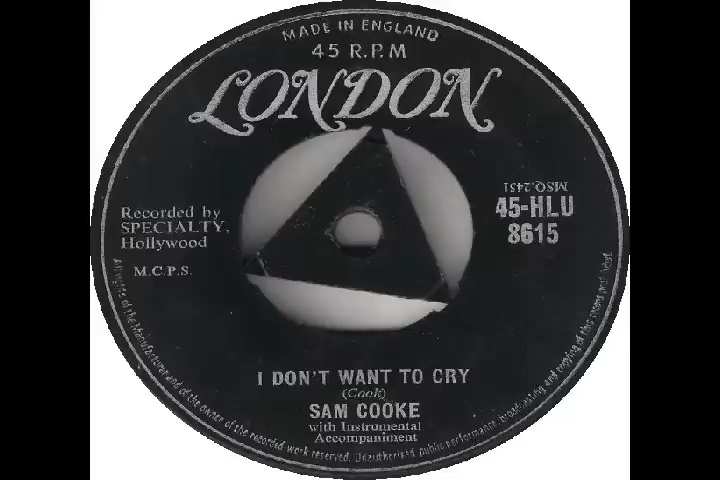 MADE IN ENGLAND
45 R.P.M
LONDON
Recorded by
SPECIALTY,
Hollywood
M.C.P.S.
MSQ.2451
45-HLU
8615
I DON'T WANT TO CRY
(Cook)
SAM COOKE
with Instrumental
Accompaniment
All rights of the Manufacturer and of the owner of the recorded work reserved. Unauthorised public performance, broadcasting and copying of this record prohibited.